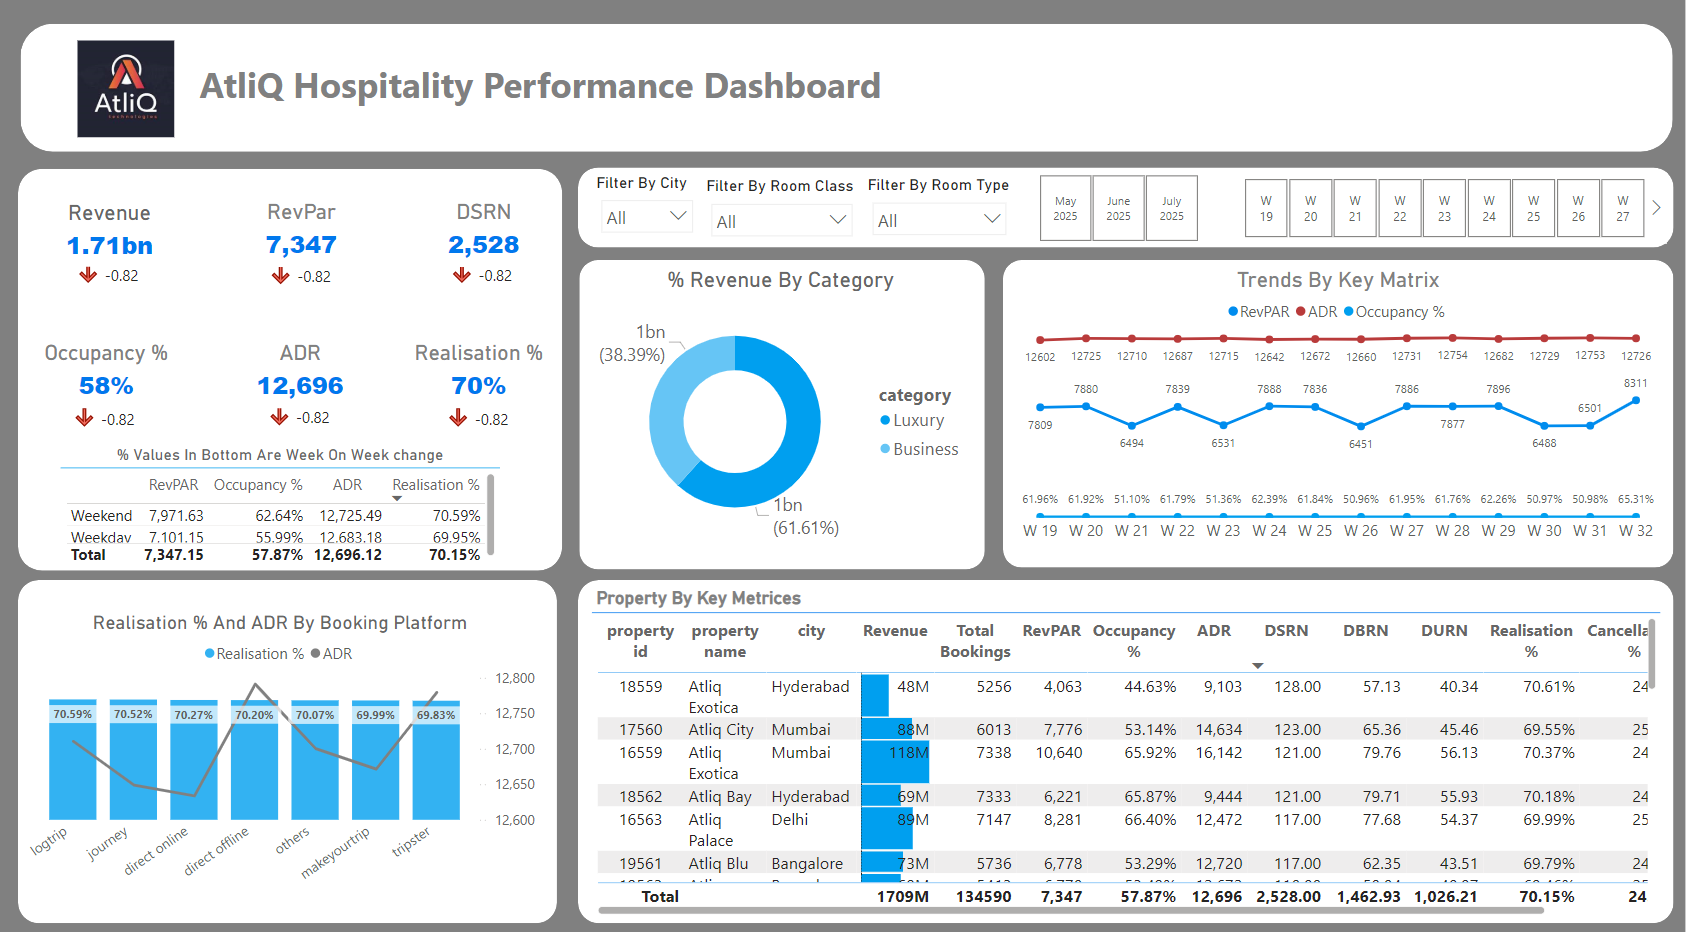 AtliQ
technologies
AtliQ Hospitality Performance Dashboard
Revenue
1.71bn
-0.82
RevPar
7,347
-0.82
DSRN
2,528
-0.82
Occupancy %
58%
-0.82
ADR
12,696
-0.82
Realisation %
70%
-0.82
% Values In Bottom Are Week On Week change
RevPAR Occupancy % ADR Realisation %
Weekend 7,971.63 62.64% 12,725.49 70.59%
Weekday 7,101.15 55.99% 12,683.18 69.95%
Total 7,347.15 57.87% 12,696.12 70.15%
Filter By City
All
Filter By Room Class
All
Filter By Room Type
All
May
2025
June
2025
July
2025
W
19
W
20
W
21
W
22
W
23
W
24
W
25
W
26
W
27
% Revenue By Category
1bn
(38.39%)
1bn
(61.61%)
category
Luxury
Business
Trends By Key Matrix
RevPAR ADR Occupancy %
12602 12725 12710 12687 12715 12642 12672 12660 12731 12754 12682 12729 12753 12726
7809 7880 6494 7839 6531 7888 7836 6451 7886 7877 7896 6488 6501 8311
61.96% 61.92% 51.10% 61.79% 51.36% 62.39% 61.84% 50.96% 61.95% 61.76% 62.26% 50.97% 50.98% 65.31%
W 19 W 20 W 21 W 22 W 23 W 24 W 25 W 26 W 27 W 28 W 29 W 30 W 31 W 32
Realisation % And ADR By Booking Platform
Realisation % ADR
12,800
12,750
12,700
12,650
12,600
70.59% 70.52% 70.27% 70.20% 70.07% 69.99% 69.83%
logtrip journey direct online direct offline others makeyourtrip tripster
Property By Key Metrices
property id property name city Revenue Total Bookings RevPAR Occupancy % ADR DSRN DBRN DURN Realisation % Cancella %
18559 Atliq Exotica Hyderabad 48M 5256 4,063 44.63% 9,103 128.00 57.13 40.34 70.61% 24
17560 Atliq City Mumbai 88M 6013 7,776 53.14% 14,634 123.00 65.36 45.46 69.55% 25
16559 Atliq Exotica Mumbai 118M 7338 10,640 65.92% 16,142 121.00 79.76 56.13 70.37% 24
18562 Atliq Bay Hyderabad 69M 7333 6,221 65.87% 9,444 121.00 79.71 55.93 70.18% 24
16563 Atliq Palace Delhi 89M 7147 8,281 66.40% 12,472 117.00 77.68 54.37 69.99% 25
19561 Atliq Blu Bangalore 73M 5736 6,778 53.29% 12,720 117.00 62.35 43.51 69.79% 24
Total 1709M 134590 7,347 57.87% 12,696 2,528.00 1,462.93 1,026.21 70.15% 24